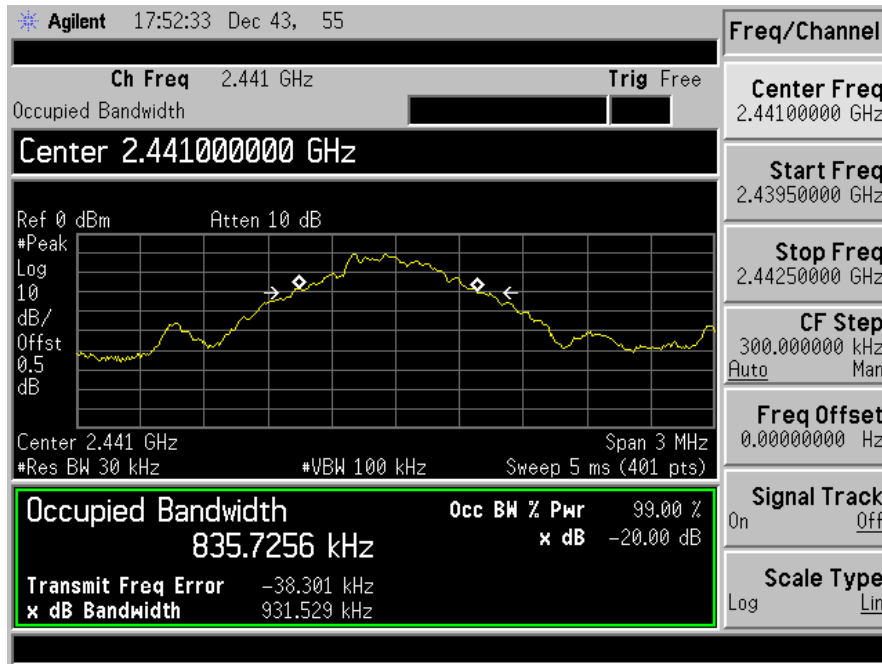 Agilent 17:52:33 Dec 43, 55
Freq/Channel
Ch Freq 2.441 GHz Trig Free
Occupied Bandwidth
Center 2.441000000 GHz
Ref 0 dBm Atten 10 dB
#Peak
Log
10
dB/
Offst
0.5
dB
Center 2.441 GHz Span 3 MHz
#Res BW 30 kHz #VBW 100 kHz Sweep 5 ms (401 pts)
Occupied Bandwidth
835.7256 kHz
Occ BW % Pwr 99.00 %
x dB -20.00 dB
Transmit Freq Error -38.301 kHz
x dB Bandwidth 931.529 kHz
Center Freq
2.44100000 GHz
Start Freq
2.43950000 GHz
Stop Freq
2.44250000 GHz
CF Step
300.000000 kHz
Auto Man
Freq Offset
0.00000000 Hz
Signal Track
On Off
Scale Type
Log Lin